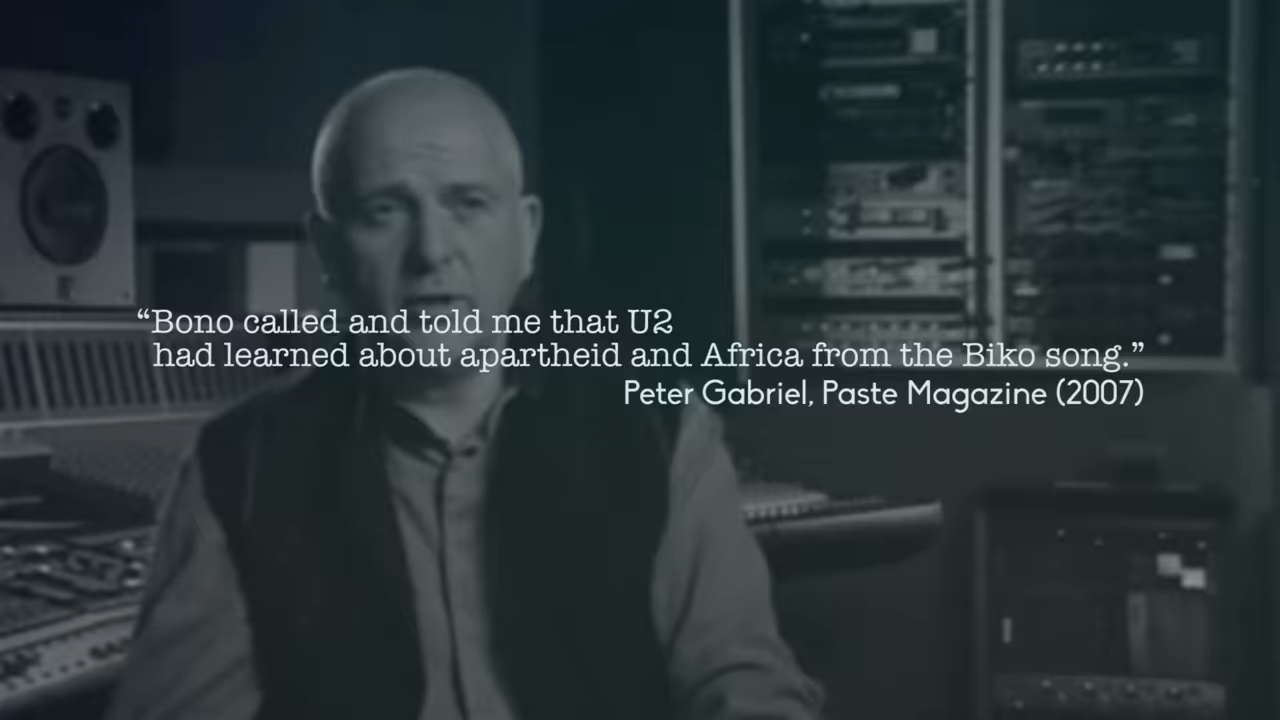 “Bono called and told me that U2
had learned about apartheid and Africa from the Biko song.”
Peter Gabriel, Paste Magazine (2007)